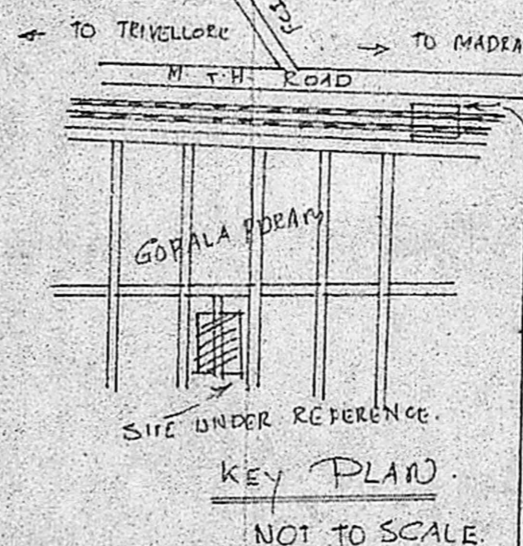 TO TRIVELLORE
TO MADRA
M. T. H. ROAD
GOPALA PURAM
SITE UNDER REFERENCE.
KEY PLAN.
NOT TO SCALE.